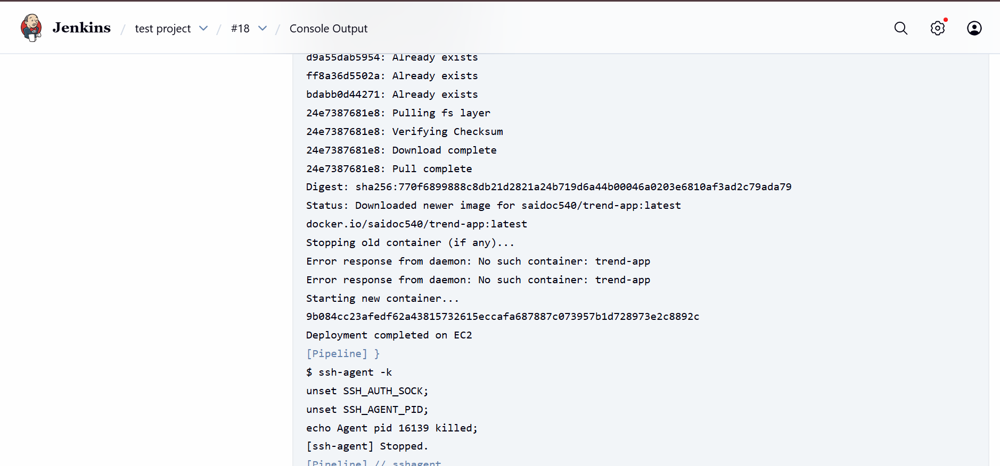 Jenkins / test project / #18 / Console Output
d9a55dab5954: Already exists
ff8a36d5502a: Already exists
bdabb0d44271: Already exists
24e7387681e8: Pulling fs layer
24e7387681e8: Verifying Checksum
24e7387681e8: Download complete
24e7387681e8: Pull complete
Digest: sha256:770f6899888c8db21d2821a24b719d6a44b00046a0203e6810af3ad2c79ada79
Status: Downloaded newer image for saidoc540/trend-app:latest
docker.io/saidoc540/trend-app:latest
Stopping old container (if any)...
Error response from daemon: No such container: trend-app
Error response from daemon: No such container: trend-app
Starting new container...
9b084cc23afedf62a43815732615eccafa687887c073957b1d728973e2c8892c
Deployment completed on EC2
[Pipeline] }
$ ssh-agent -k
unset SSH_AUTH_SOCK;
unset SSH_AGENT_PID;
echo Agent pid 16139 killed;
[ssh-agent] Stopped.
[Pipeline] // sshagent